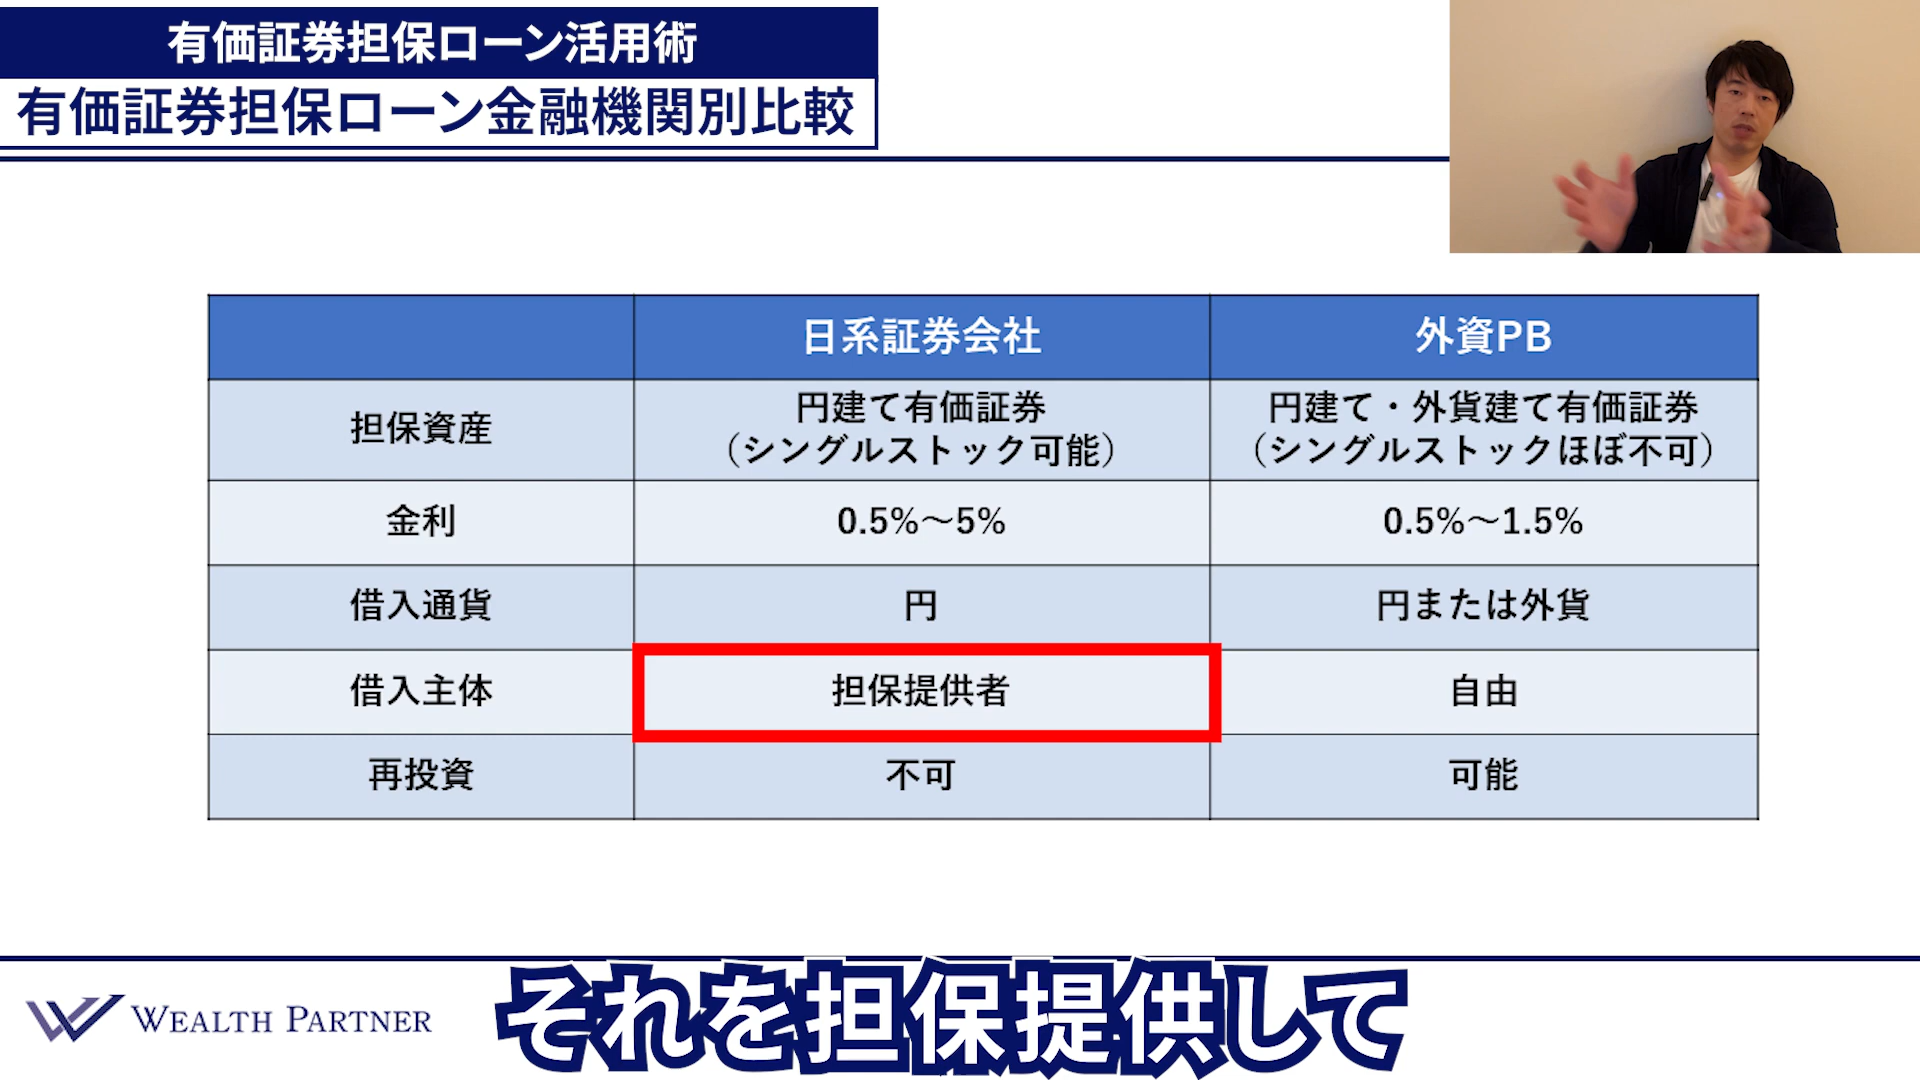 有価証券担保ローン活用術
有価証券担保ローン金融機関別比較
日系証券会社
外資PB
担保資産
円建て有価証券
（シングルストック可能）
円建て・外貨建て有価証券
（シングルストックほぼ不可）
金利
0.5%～5%
0.5%～1.5%
借入通貨
円
円または外貨
借入主体
担保提供者
自由
再投資
不可
可能
WEALTH PARTNER
それを担保提供して